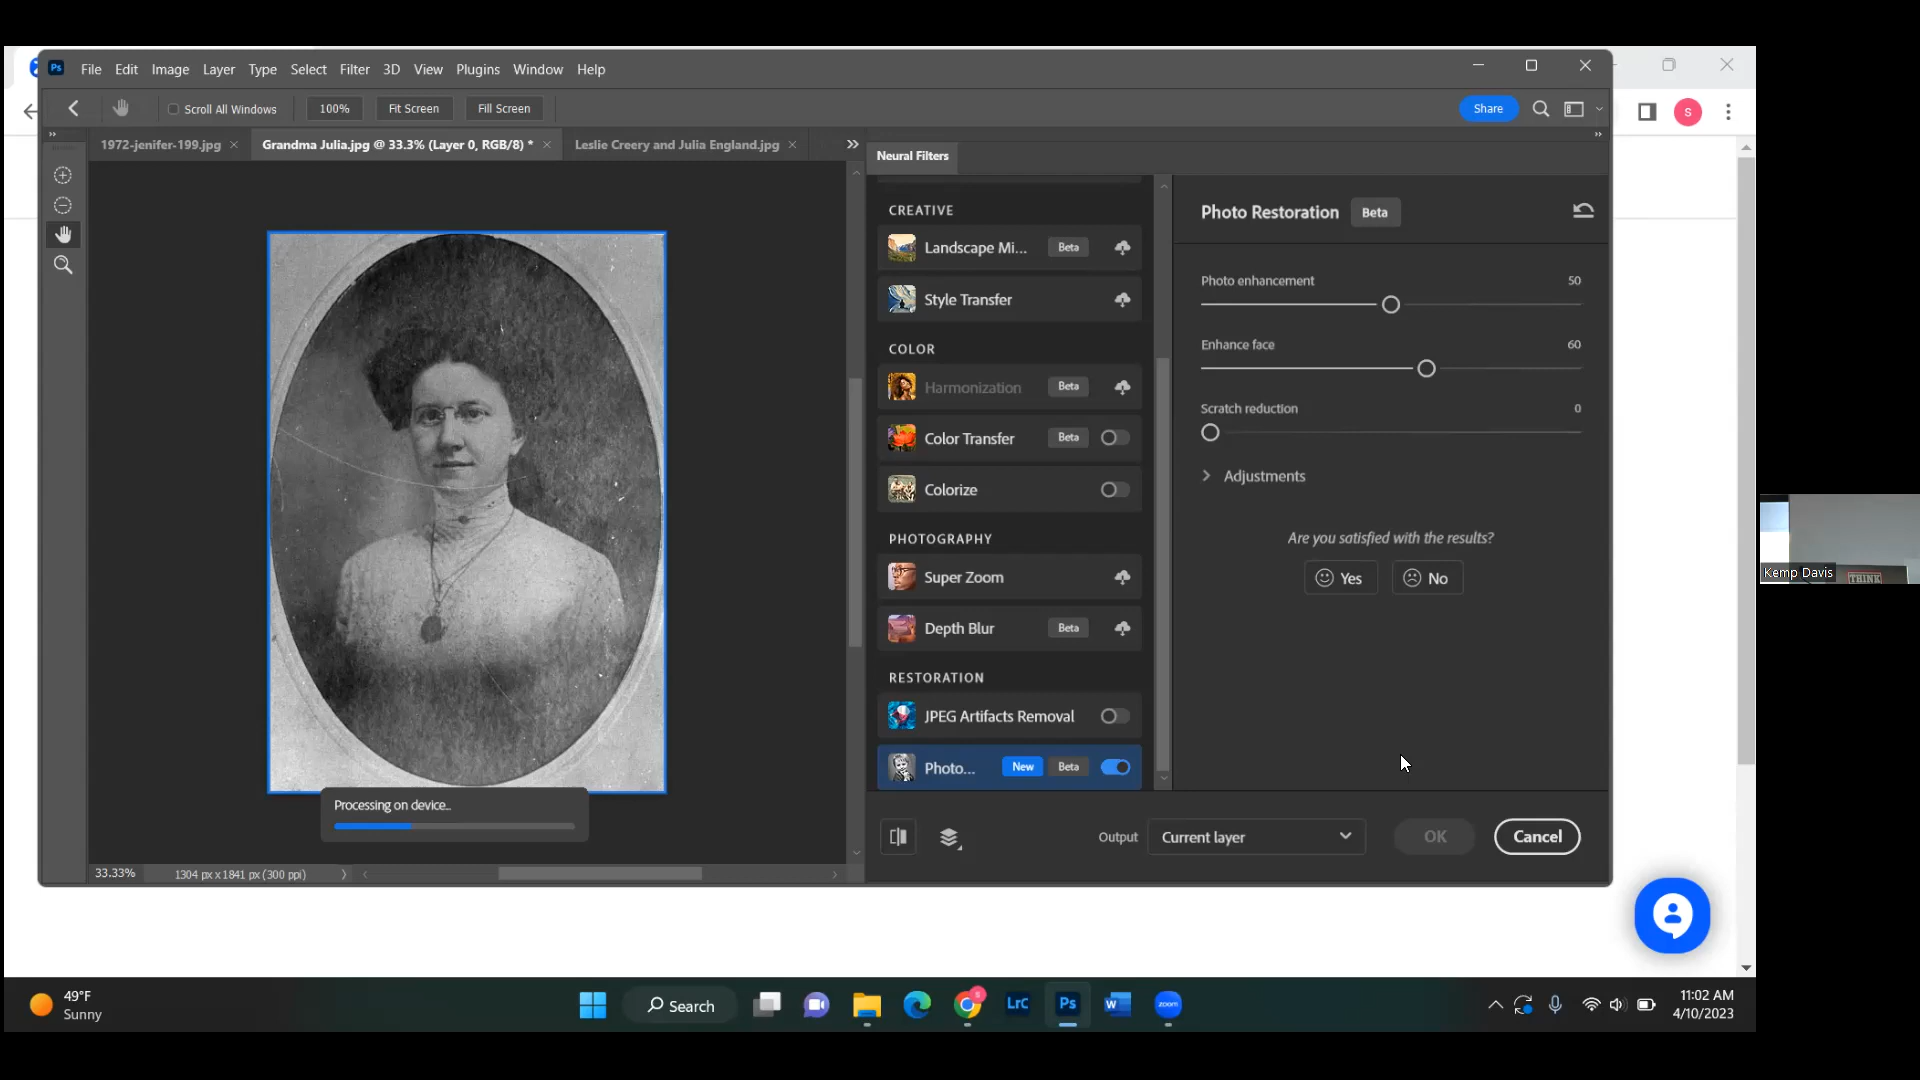 Ps File Edit Image Layer Type Select Filter 3D View Plugins Window Help
Scroll All Windows 100% Fit Screen Fill Screen Share S
1972-jenifer-199.jpg Grandma Julia.jpg @ 33.3% (Layer 0, RGB/8) * Leslie Creery and Julia England.jpg
Neural Filters
CREATIVE
Landscape Mi... Beta
Style Transfer
COLOR
Harmonization Beta
Color Transfer Beta
Colorize
PHOTOGRAPHY
Super Zoom
Depth Blur Beta
RESTORATION
JPEG Artifacts Removal
Photo... New Beta
Photo Restoration Beta
Photo enhancement 50
Enhance face 60
Scratch reduction 0
Adjustments
Are you satisfied with the results?
Yes No
Kemp Davis
THINK
Processing on device...
Output Current layer OK Cancel
33.33% 1304 px x 1841 px (300 ppi)
49°F
Sunny
Search
LrC Ps W zoom
11:02 AM
4/10/2023